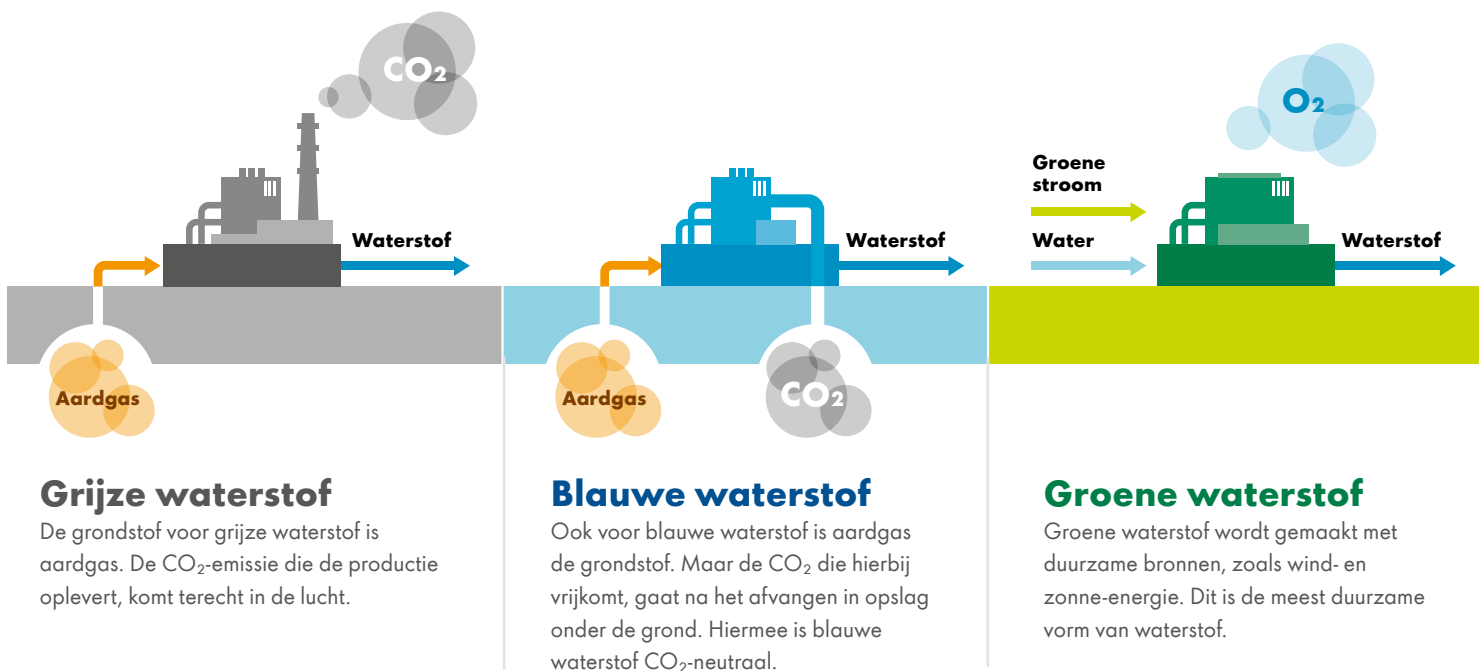 CO₂
Waterstof
Aardgas
Grijze waterstof
De grondstof voor grijze waterstof is
aardgas. De CO₂-emissie die de productie
oplevert, komt terecht in de lucht.
Waterstof
Aardgas
CO₂
Blauwe waterstof
Ook voor blauwe waterstof is aardgas
de grondstof. Maar de CO₂ die hierbij
vrijkomt, gaat na het afvangen in opslag
onder de grond. Hiermee is blauwe
waterstof CO₂-neutraal.
O₂
Groene
stroom
Water
Waterstof
Groene waterstof
Groene waterstof wordt gemaakt met
duurzame bronnen, zoals wind- en
zonne-energie. Dit is de meest duurzame
vorm van waterstof.